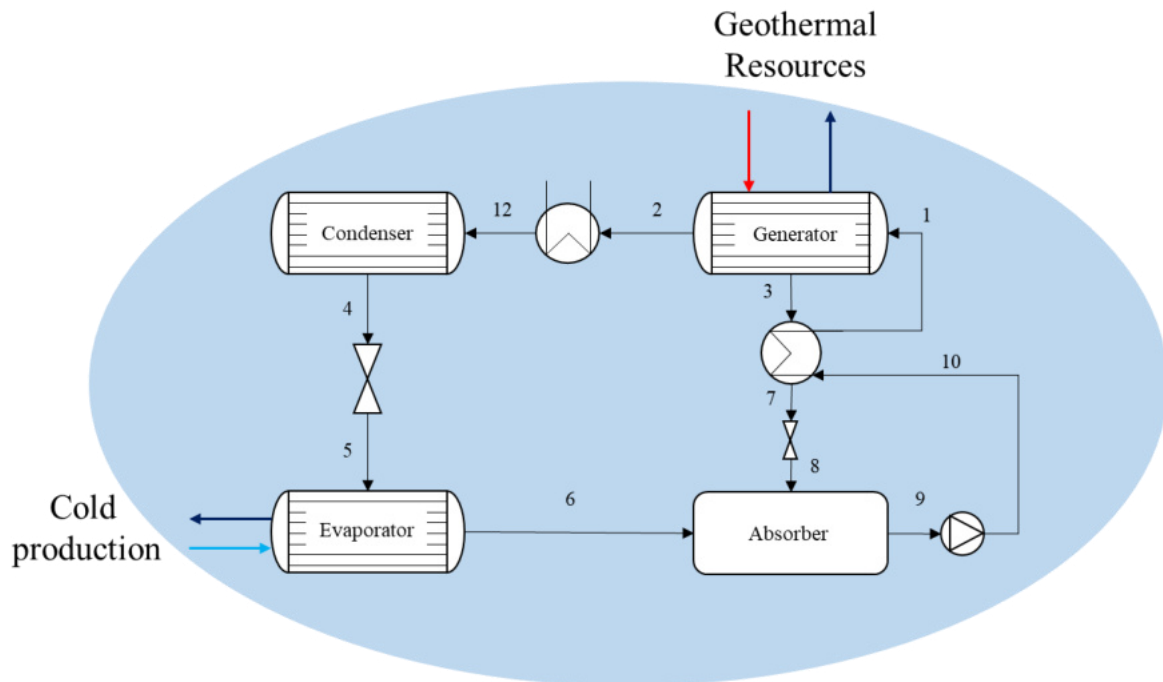 Geothermal
Resources
12
2
1
Condenser
Generator
3
4
10
7
5
8
6
9
Cold
production
Evaporator
Absorber